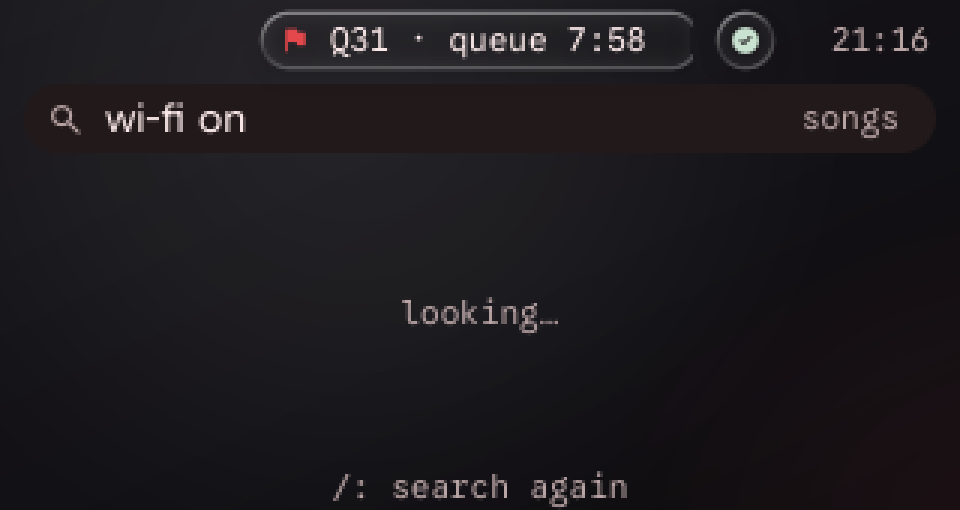 Q31 · queue 7:58
21:16
wi-fi on
songs
looking…
/: search again